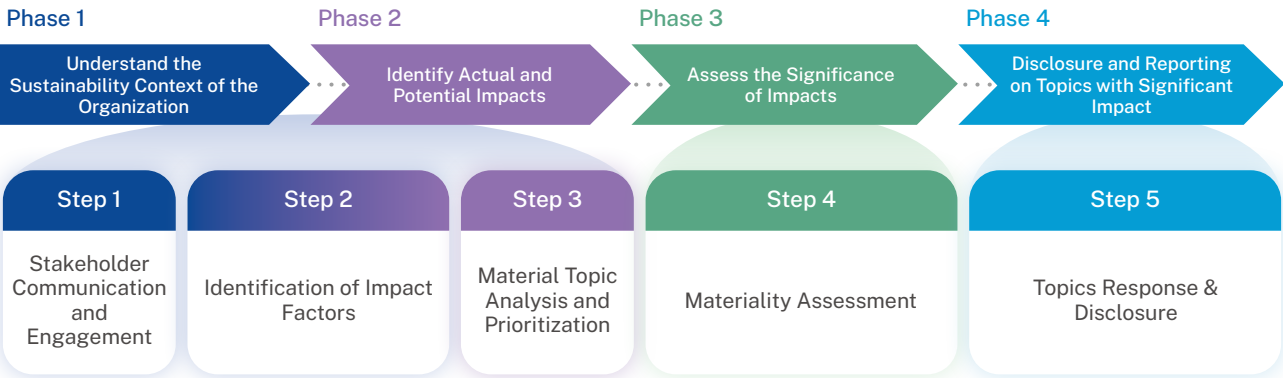 Phase 1
Phase 2
Phase 3
Phase 4
Understand the
Sustainability Context of the
Organization
Identify Actual and
Potential Impacts
Assess the Significance
of Impacts
Disclosure and Reporting
on Topics with Significant
Impact
Step 1
Step 2
Step 3
Step 4
Step 5
Stakeholder
Communication
and
Engagement
Identification of Impact
Factors
Material Topic
Analysis and
Prioritization
Materiality Assessment
Topics Response &
Disclosure